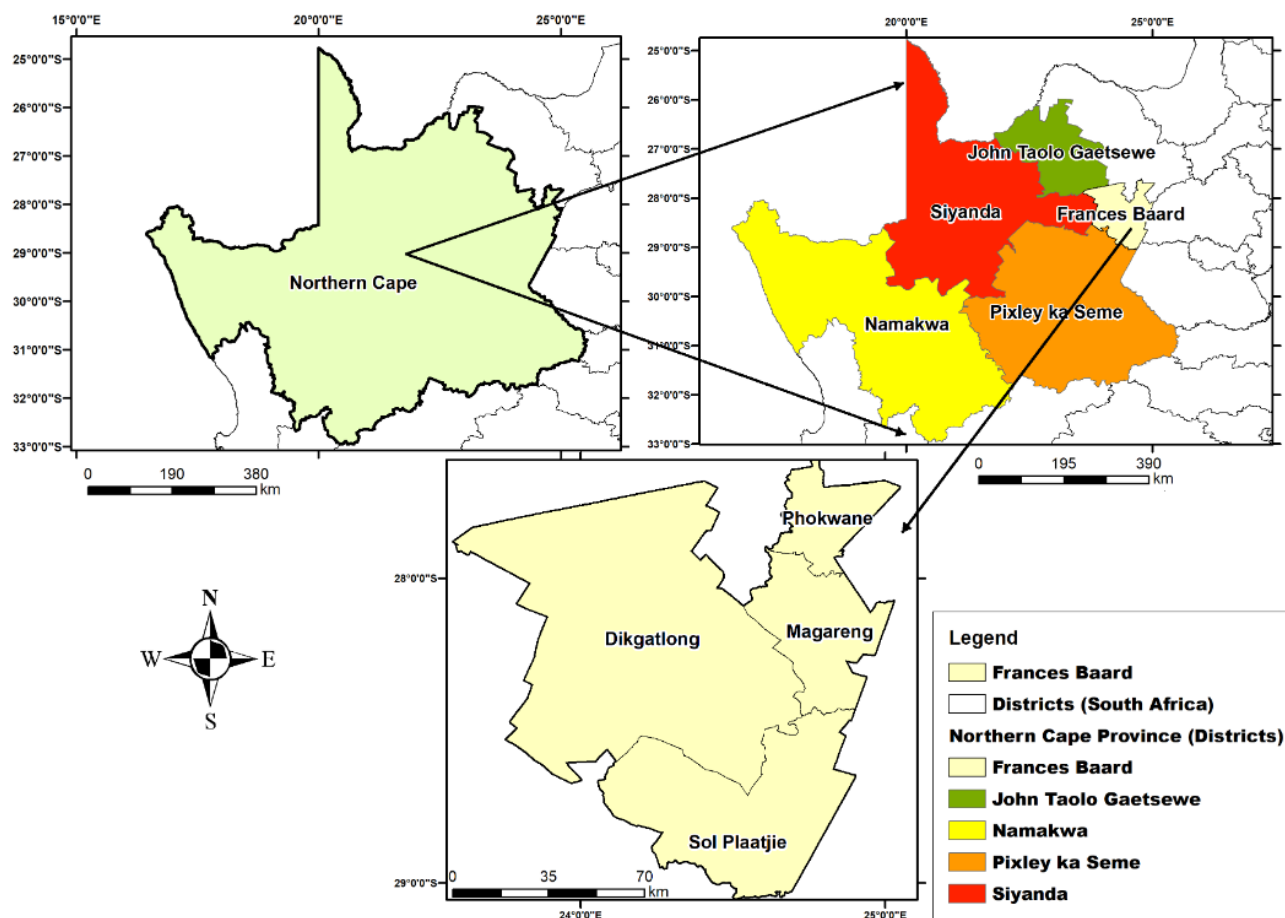 15°0'0"E
20°0'0"E
25°0'0"E
25°0'0"S
26°0'0"S
27°0'0"S
28°0'0"S
29°0'0"S
30°0'0"S
31°0'0"S
32°0'0"S
33°0'0"S
Northern Cape
0 190 380
km
20°0'0"E
25°0'0"E
25°0'0"S
26°0'0"S
27°0'0"S
28°0'0"S
29°0'0"S
30°0'0"S
31°0'0"S
32°0'0"S
33°0'0"S
John Taolo Gaetsewe
Siyanda
Frances Baard
Pixley ka Seme
Namakwa
0 195 390
km
N
W E
S
28°0'0"S
29°0'0"S
Phokwane
Dikgatlong
Magareng
Sol Plaatjie
0 35 70
km
24°0'0"E
25°0'0"E
Legend
Frances Baard
Districts (South Africa)
Northern Cape Province (Districts)
Frances Baard
John Taolo Gaetsewe
Namakwa
Pixley ka Seme
Siyanda